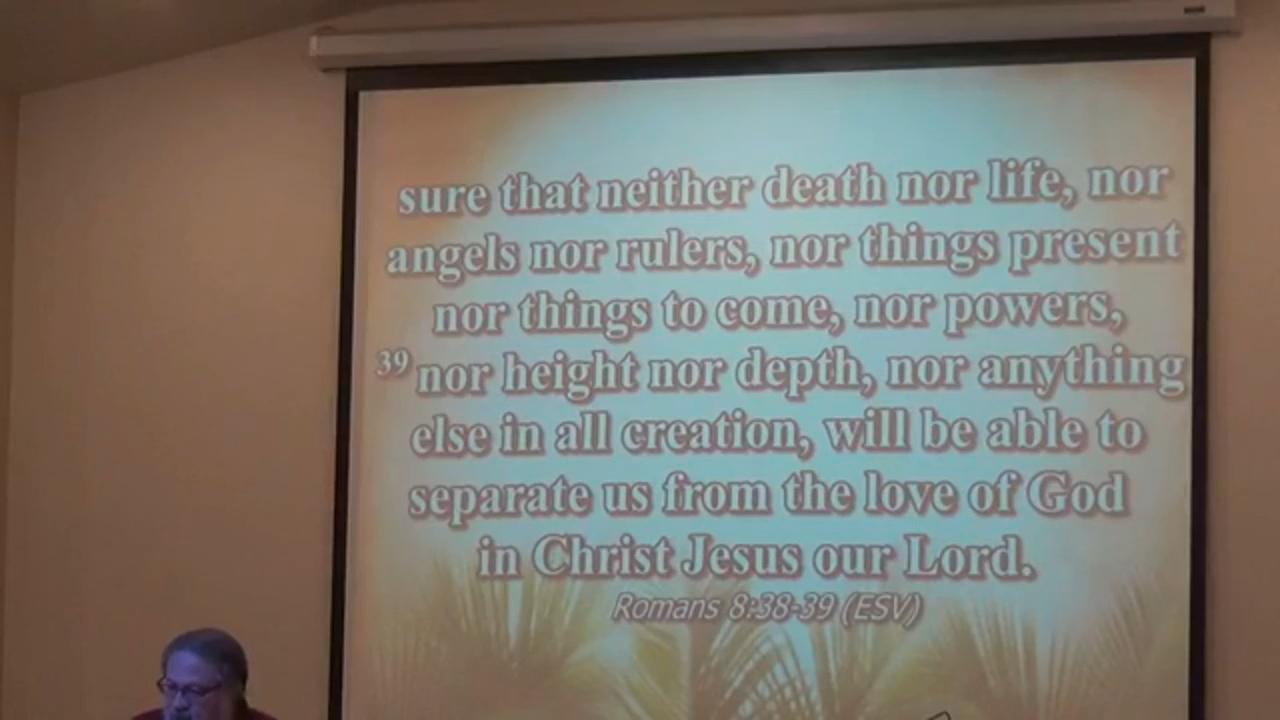 sure that neither death nor life, nor
angels nor rulers, nor things present
nor things to come, nor powers,
39 nor height nor depth, nor anything
else in all creation, will be able to
separate us from the love of God
in Christ Jesus our Lord.
Romans 8:38-39 (ESV)